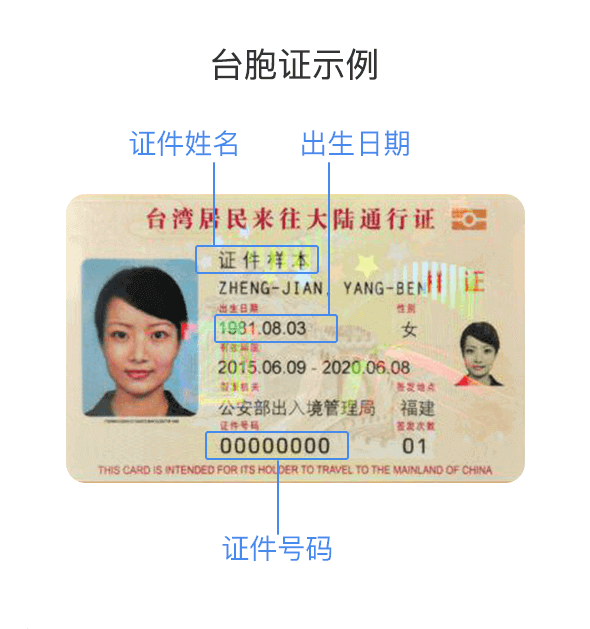 台胞证示例
证件姓名 出生日期
台湾居民来往大陆通行证
证件样本
ZHENG-JIAN, YANG-BEN
证
出生日期 性别
1981.08.03 女
有效期限
2015.06.09 - 2020.06.08
签发机关 签发地点
公安部出入境管理局 福建
证件号码 签发次数
00000000 01
THIS CARD IS INTENDED FOR ITS HOLDER TO TRAVEL TO THE MAINLAND OF CHINA
证件号码